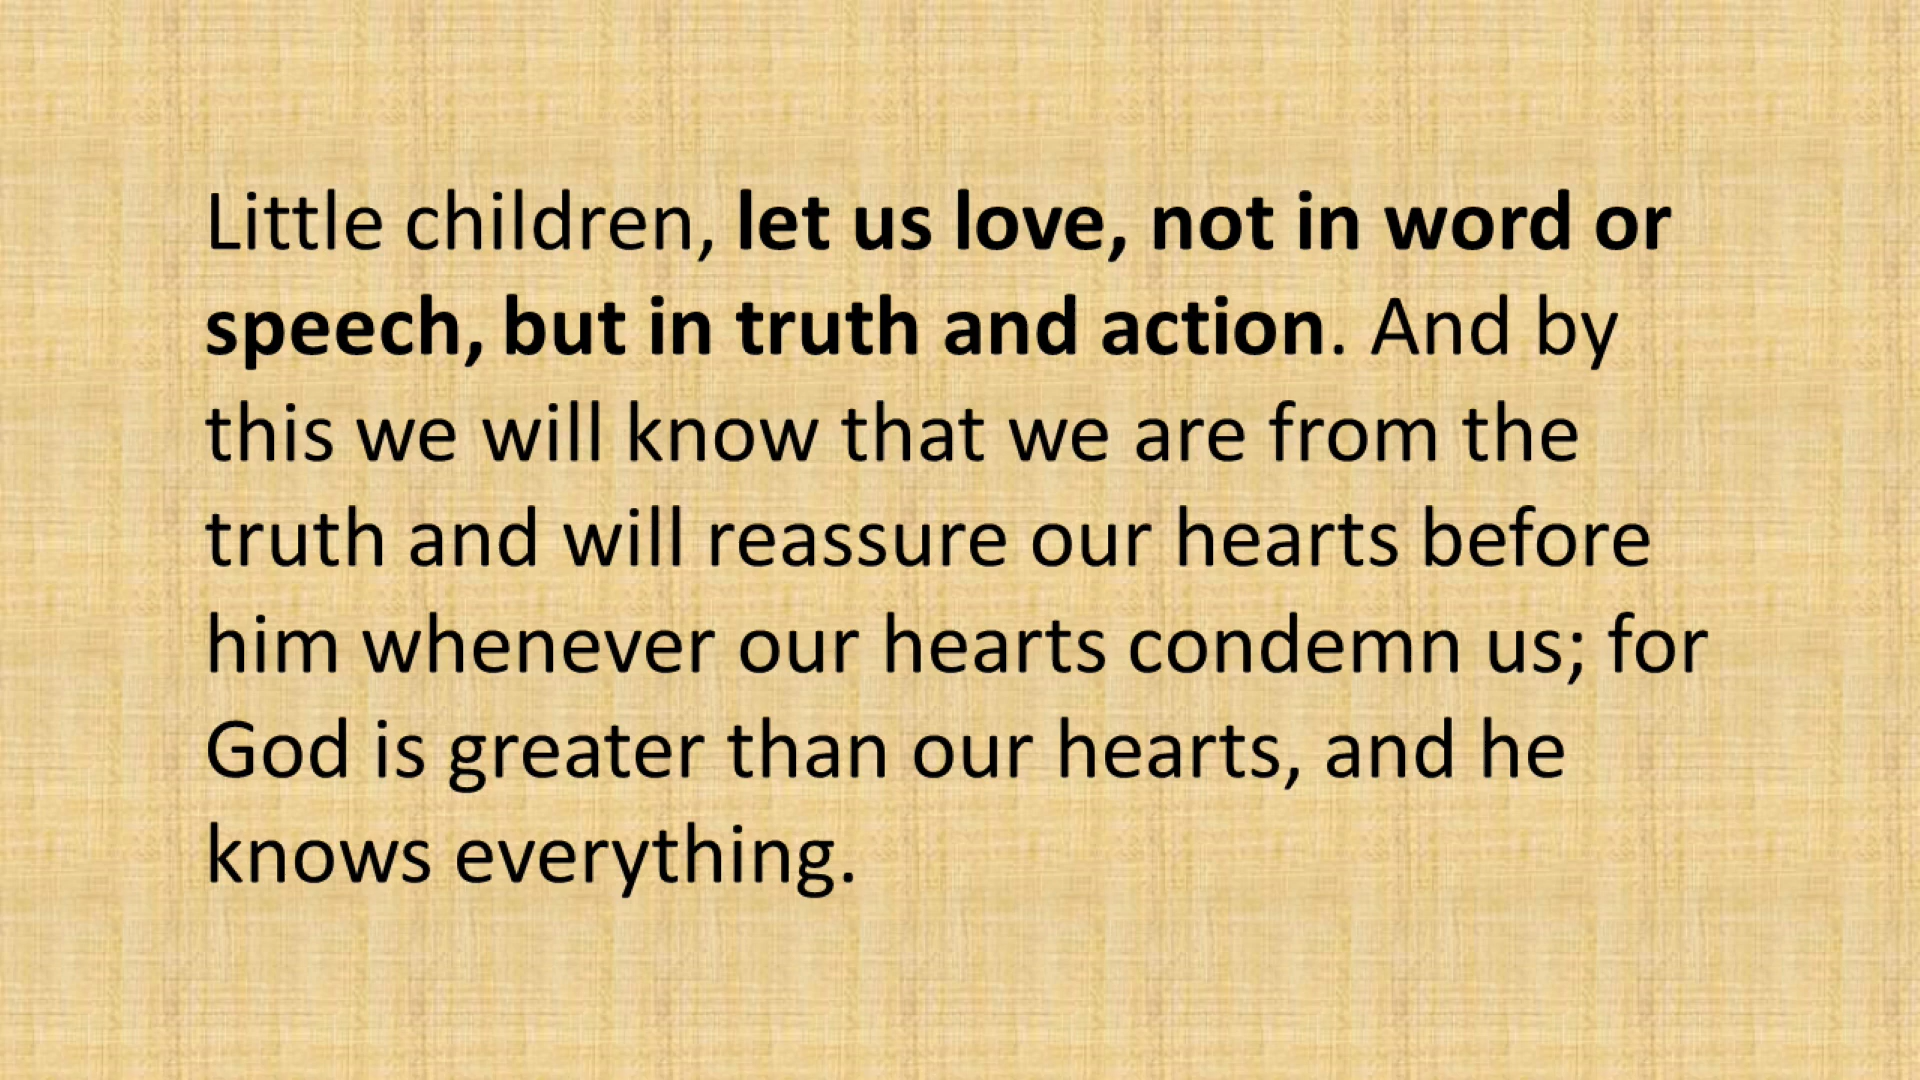 Little children, let us love, not in word or
speech, but in truth and action. And by
this we will know that we are from the
truth and will reassure our hearts before
him whenever our hearts condemn us; for
God is greater than our hearts, and he
knows everything.